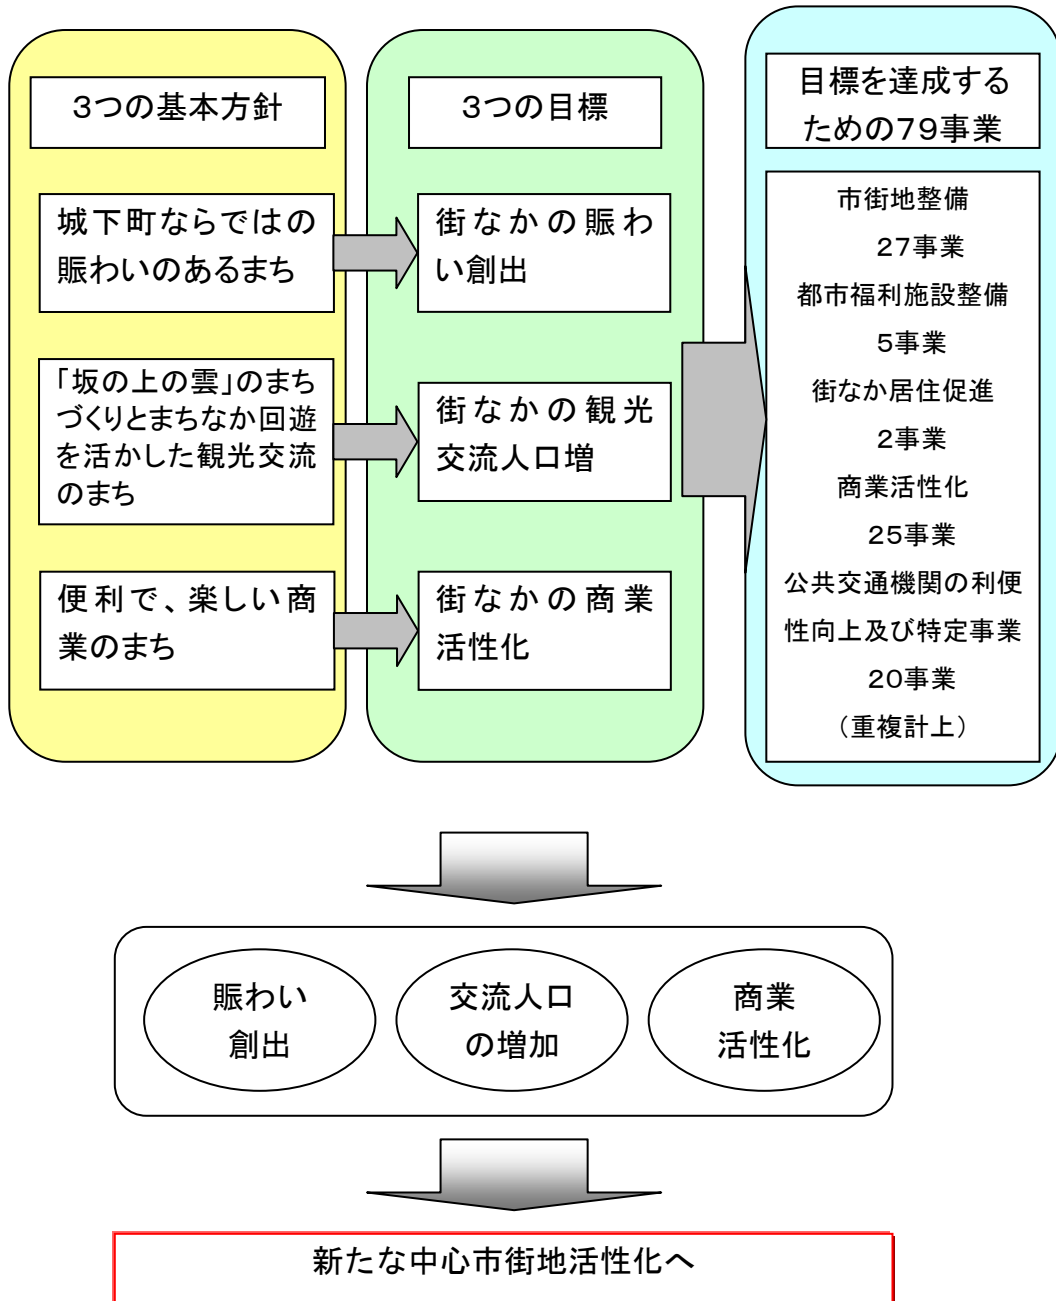 3つの基本方針
城下町ならではの
賑わいのあるまち
「坂の上の雲」のまち
づくりとまちなか回遊
を活かした観光交流
のまち
便利で、楽しい商
業のまち
3つの目標
街なかの賑わ
い創出
街なかの観光
交流人口増
街なかの商業
活性化
目標を達成する
ための79事業
市街地整備
27事業
都市福利施設整備
5事業
街なか居住促進
2事業
商業活性化
25事業
公共交通機関の利便
性向上及び特定事業
20事業
(重複計上)
賑わい
創出
交流人口
の増加
商業
活性化
新たな中心市街地活性化へ